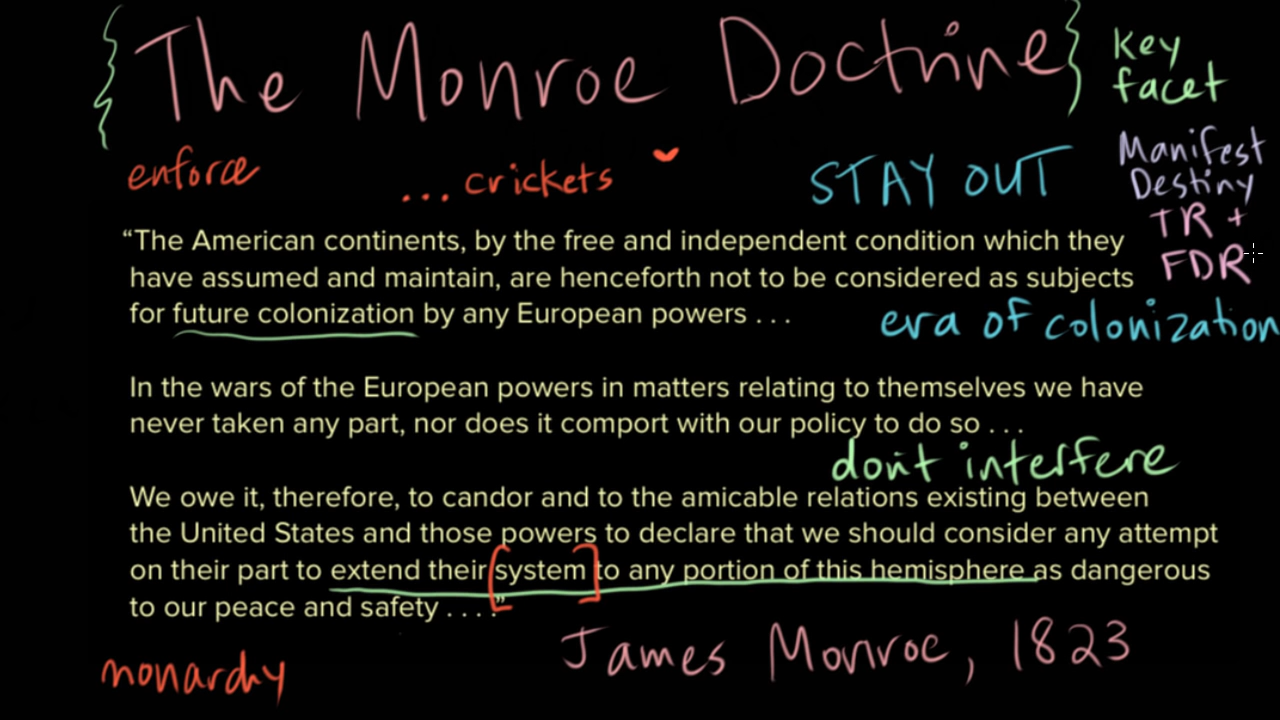 {The Monroe Doctrine}
Key
facet
enforce
...crickets
STAY OUT
Manifest
Destiny
TR +
FDR
“The American continents, by the free and independent condition which they
have assumed and maintain, are henceforth not to be considered as subjects
for future colonization by any European powers . . .
era of colonization
In the wars of the European powers in matters relating to themselves we have
never taken any part, nor does it comport with our policy to do so . . .
don't interfere
We owe it, therefore, to candor and to the amicable relations existing between
the United States and those powers to declare that we should consider any attempt
on their part to extend their [system] to any portion of this hemisphere as dangerous
to our peace and safety . . . .”
James Monroe, 1823
monarchy